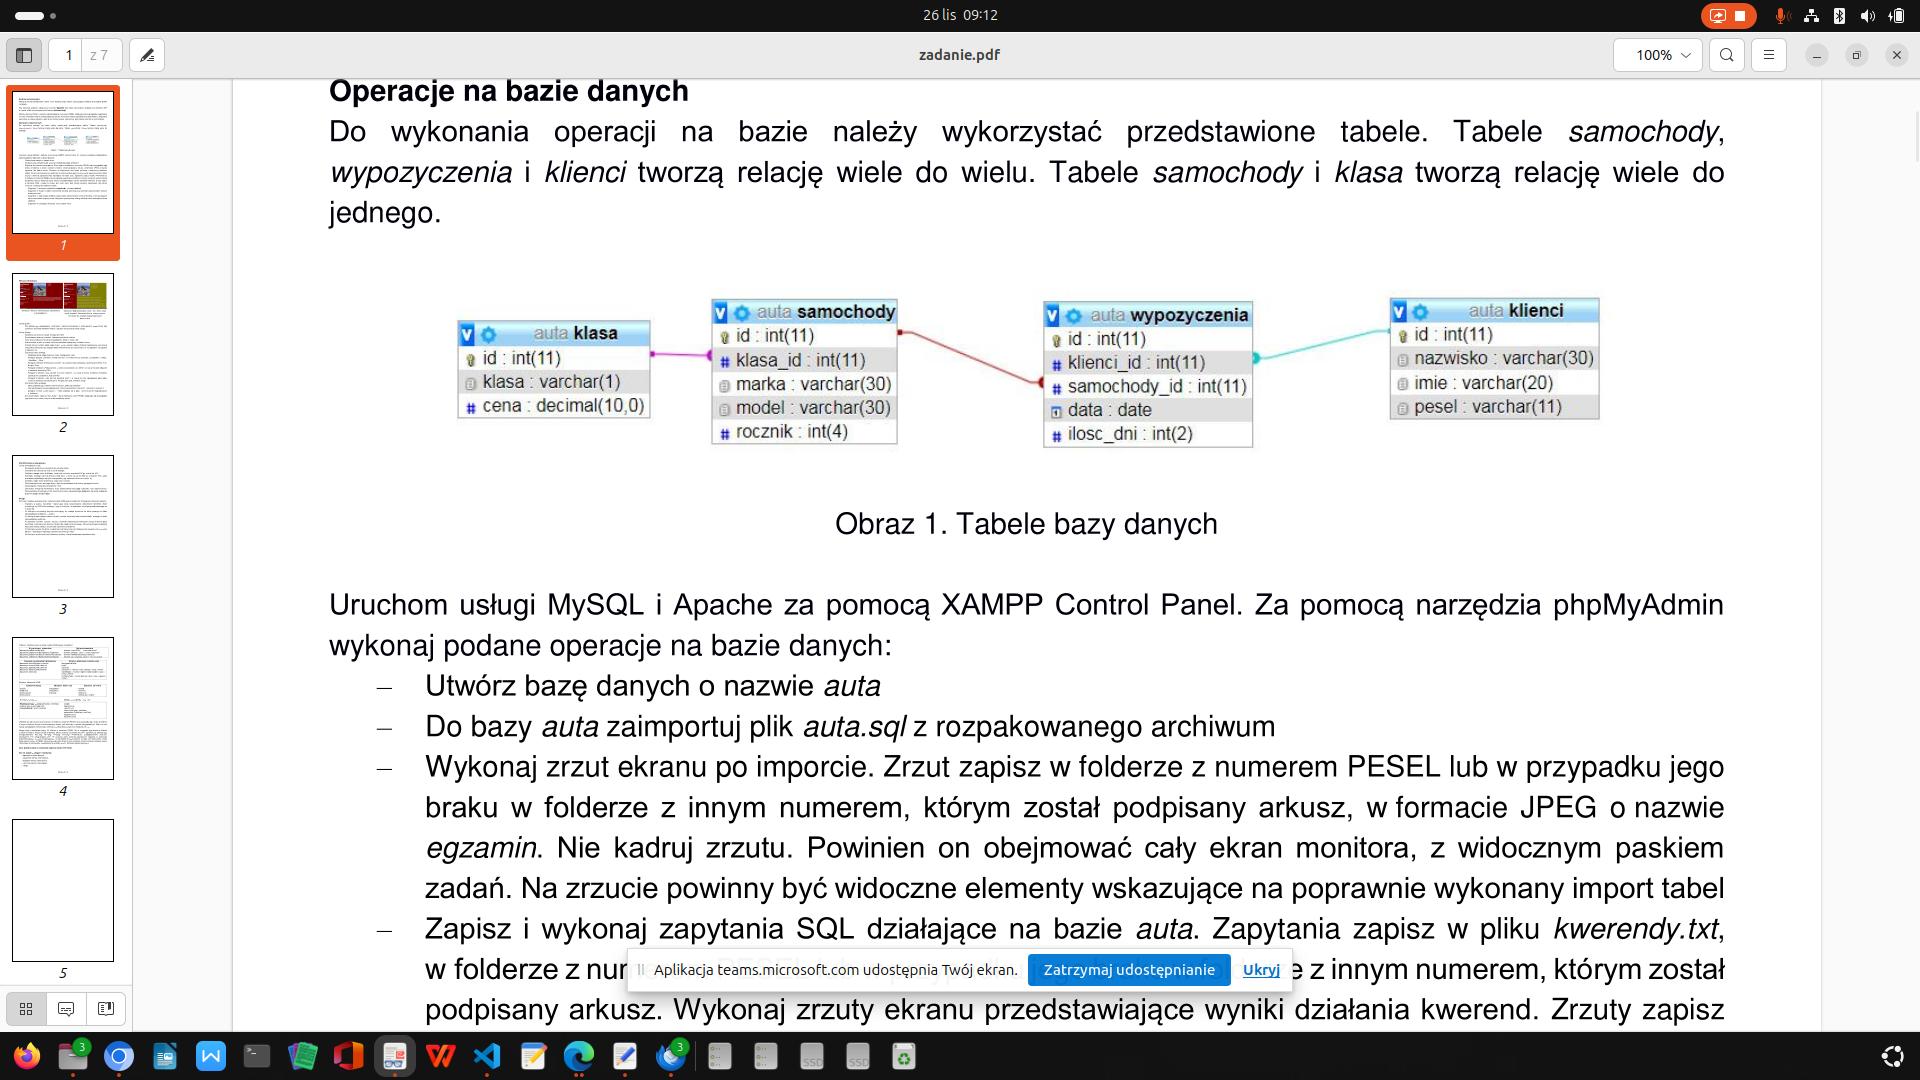 26 lis 09:12
1 z 7
zadanie.pdf
100%
Operacje na bazie danych
Do wykonania operacji na bazie należy wykorzystać przedstawione tabele. Tabele samochody,
wypozyczenia i klienci tworzą relację wiele do wielu. Tabele samochody i klasa tworzą relację wiele do
jednego.
auta klasa
id : int(11)
klasa : varchar(1)
cena : decimal(10,0)
auta samochody
id : int(11)
klasa_id : int(11)
marka : varchar(30)
model : varchar(30)
rocznik : int(4)
auta wypozyczenia
id : int(11)
klienci_id : int(11)
samochody_id : int(11)
data : date
ilosc_dni : int(2)
auta klienci
id : int(11)
nazwisko : varchar(30)
imie : varchar(20)
pesel : varchar(11)
Obraz 1. Tabele bazy danych
Uruchom usługi MySQL i Apache za pomocą XAMPP Control Panel. Za pomocą narzędzia phpMyAdmin
wykonaj podane operacje na bazie danych:
– Utwórz bazę danych o nazwie auta
– Do bazy auta zaimportuj plik auta.sql z rozpakowanego archiwum
– Wykonaj zrzut ekranu po imporcie. Zrzut zapisz w folderze z numerem PESEL lub w przypadku jego
braku w folderze z innym numerem, którym został podpisany arkusz, w formacie JPEG o nazwie
egzamin. Nie kadruj zrzutu. Powinien on obejmować cały ekran monitora, z widocznym paskiem
zadań. Na zrzucie powinny być widoczne elementy wskazujące na poprawnie wykonany import tabel
– Zapisz i wykonaj zapytania SQL działające na bazie auta. Zapytania zapisz w pliku kwerendy.txt,
w folderze z z innym numerem, którym został
podpisany arkusz. Wykonaj zrzuty ekranu przedstawiające wyniki działania kwerend. Zrzuty zapisz
Aplikacja teams.microsoft.com udostępnia Twój ekran.
Zatrzymaj udostępnianie
Ukryj
1
2
3
4
5
3
3
SSD
SSD